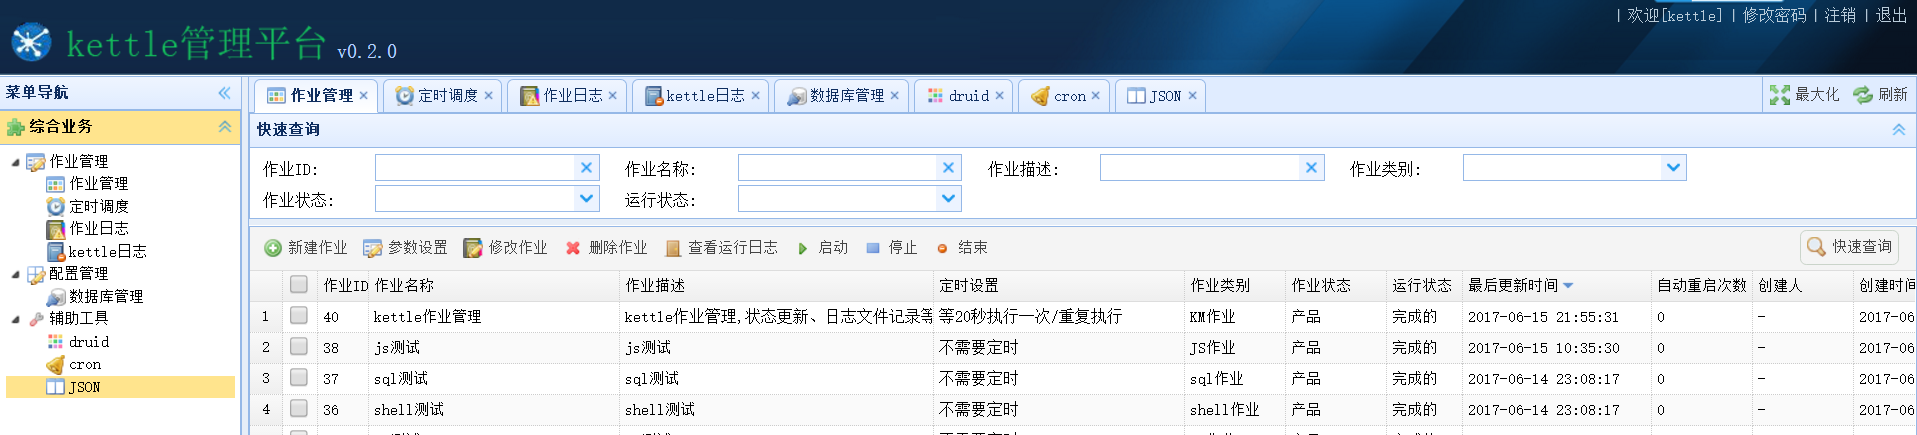 | 欢迎[kettle] | 修改密码 | 注销 | 退出
kettle管理平台 v0.2.0
菜单导航
综合业务
作业管理
作业管理
定时调度
作业日志
kettle日志
配置管理
数据库管理
辅助工具
druid
cron
JSON
作业管理 定时调度 作业日志 kettle日志 数据库管理 druid cron JSON 最大化 刷新
快速查询
作业ID: 作业名称: 作业描述: 作业类别:
作业状态: 运行状态:
新建作业 参数设置 修改作业 删除作业 查看运行日志 启动 停止 结束 快速查询
作业ID 作业名称 作业描述 定时设置 作业类别 作业状态 运行状态 最后更新时间 自动重启次数 创建人 创建时间
1 40 kettle作业管理 kettle作业管理,状态更新、日志文件记录等 等20秒执行一次/重复执行 KM作业 产品 完成的 2017-06-15 21:55:31 0 - 2017-06
2 38 js测试 js测试 不需要定时 JS作业 产品 完成的 2017-06-15 10:35:30 0 - 2017-06
3 37 sql测试 sql测试 不需要定时 sql作业 产品 完成的 2017-06-14 23:08:17 0 - 2017-06
4 36 shell测试 shell测试 不需要定时 shell作业 产品 完成的 2017-06-14 23:08:17 0 - 2017-06